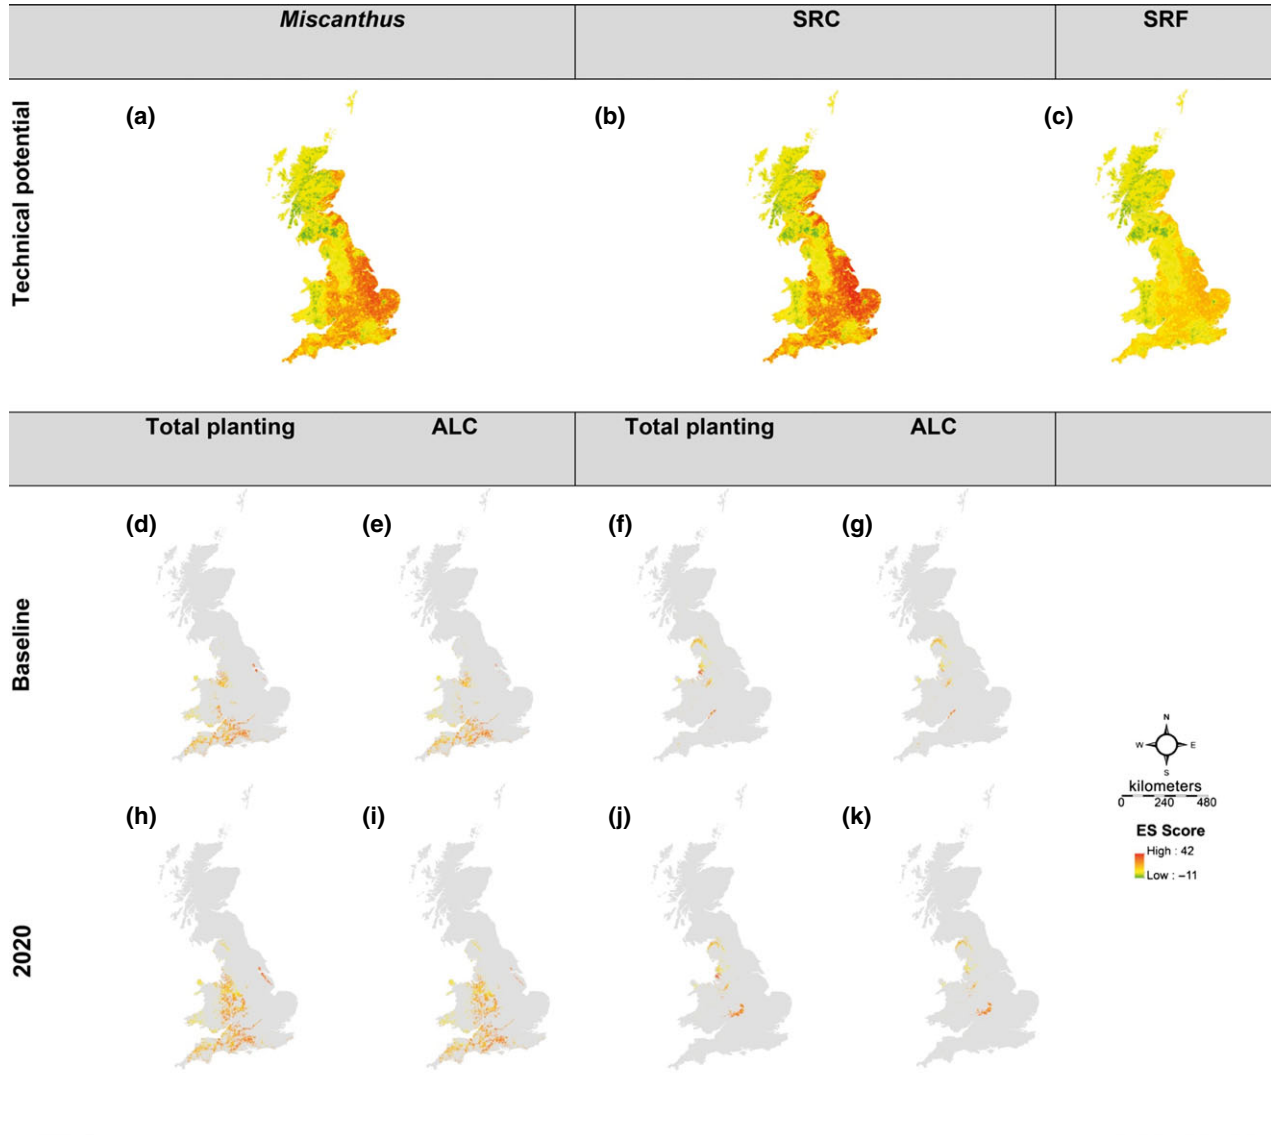 Miscanthus SRC SRF
Technical potential
(a) (b) (c)
Total planting ALC Total planting ALC
Baseline
(d) (e) (f) (g)
2020
(h) (i) (j) (k)
N
W E
S
kilometers
0 240 480
ES Score
High : 42
Low : –11